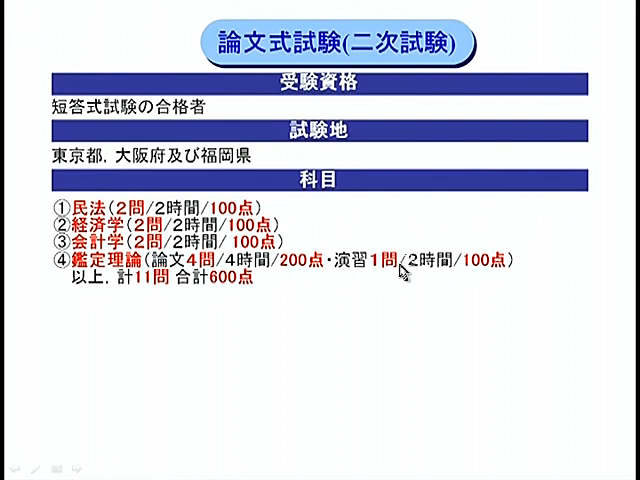 論文式試験(二次試験)
受験資格
短答式試験の合格者
試験地
東京都，大阪府及び福岡県
科目
①民法（２問/２時間/100点）
②経済学（２問/２時間/100点）
③会計学（２問/２時間/ 100点）
④鑑定理論（論文４問/４時間/200点・演習１問/２時間/100点）
以上，計11問 合計600点